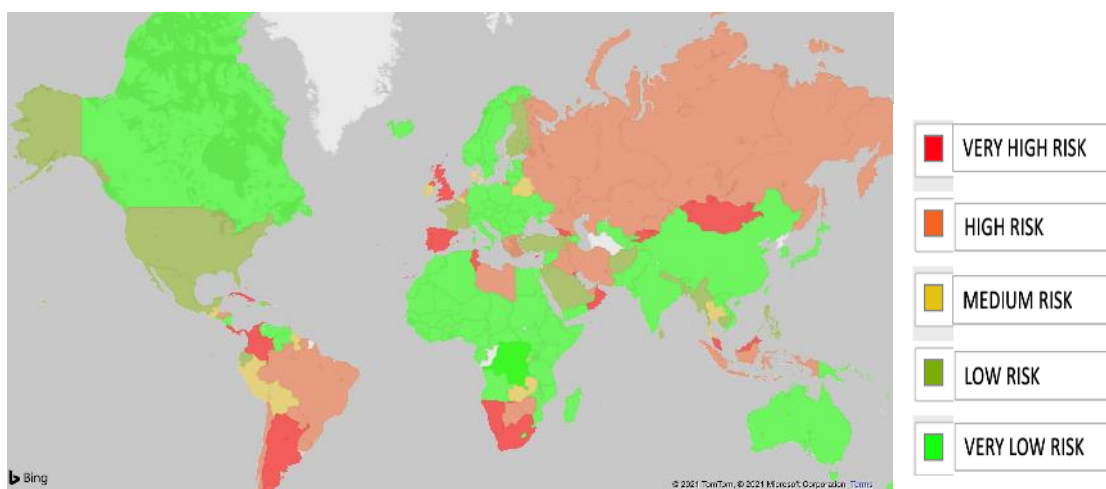 VERY HIGH RISK
HIGH RISK
MEDIUM RISK
LOW RISK
VERY LOW RISK
Bing
© 2021 TomTom, © 2021 Microsoft Corporation Terms